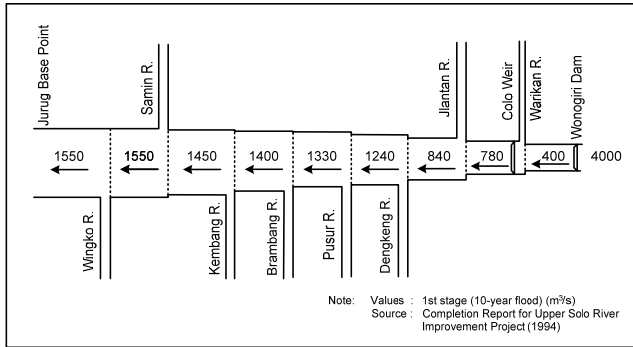 Jurug Base Point
Samin R.
Jlantan R.
Colo Weir
Warikan R.
Wonogiri Dam
1550 1550 1450 1400 1330 1240 840 780 400 4000
Wingko R.
Kembang R.
Brambang R.
Pusur R.
Dengkeng R.
Note: Values : 1st stage (10-year flood) (m³/s)
Source : Completion Report for Upper Solo River
Improvement Project (1994)